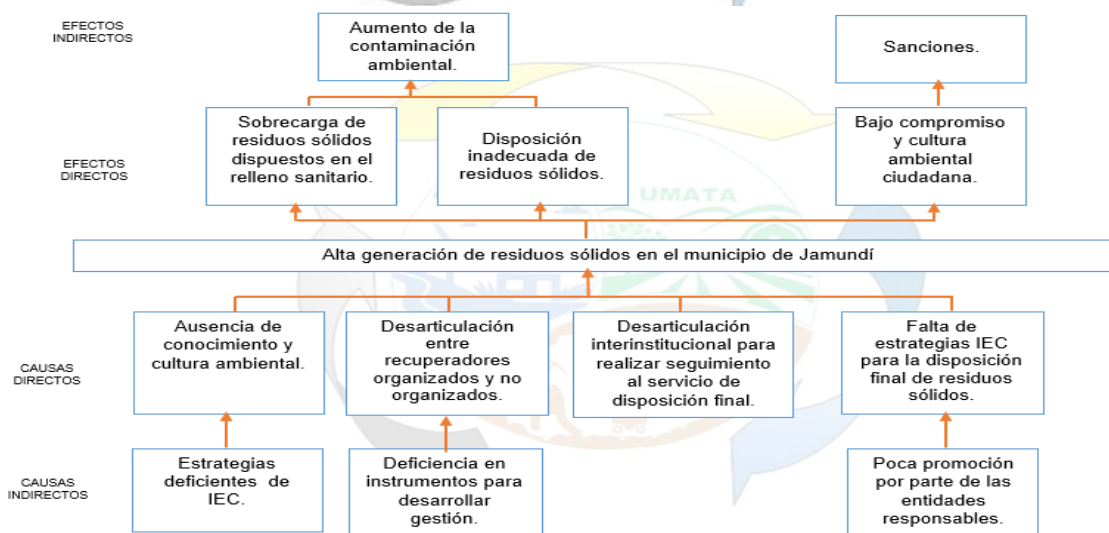 EFECTOS
INDIRECTOS
Aumento de la
contaminación
ambiental.
Sanciones.
EFECTOS
DIRECTOS
Sobrecarga de
residuos sólidos
dispuestos en el
relleno sanitario.
Disposición
inadecuada de
residuos sólidos.
Bajo compromiso
y cultura
ambiental
ciudadana.
UMATA
Alta generación de residuos sólidos en el municipio de Jamundí
CAUSAS
DIRECTOS
Ausencia de
conocimiento y
cultura ambiental.
Desarticulación
entre
recuperadores
organizados y no
organizados.
Desarticulación
interinstitucional para
realizar seguimiento
al servicio de
disposición final.
Falta de
estrategias IEC
para la disposición
final de residuos
sólidos.
CAUSAS
INDIRECTOS
Estrategias
deficientes de
IEC.
Deficiencia en
instrumentos para
desarrollar
gestión.
Poca promoción
por parte de las
entidades
responsables.